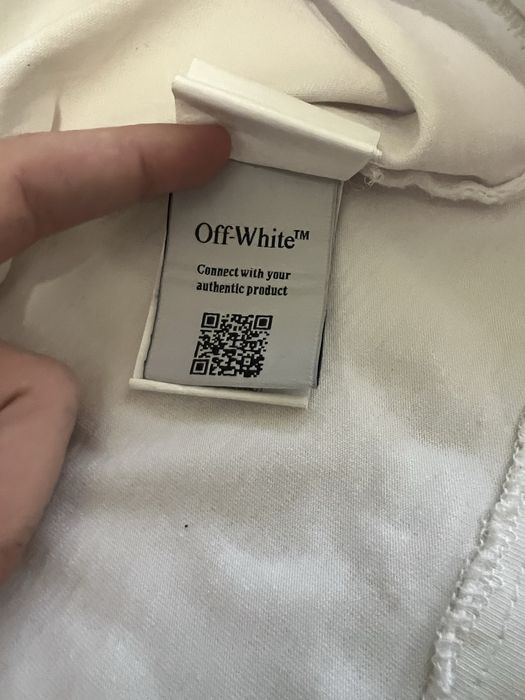 Off-White™
Connect with your
authentic product